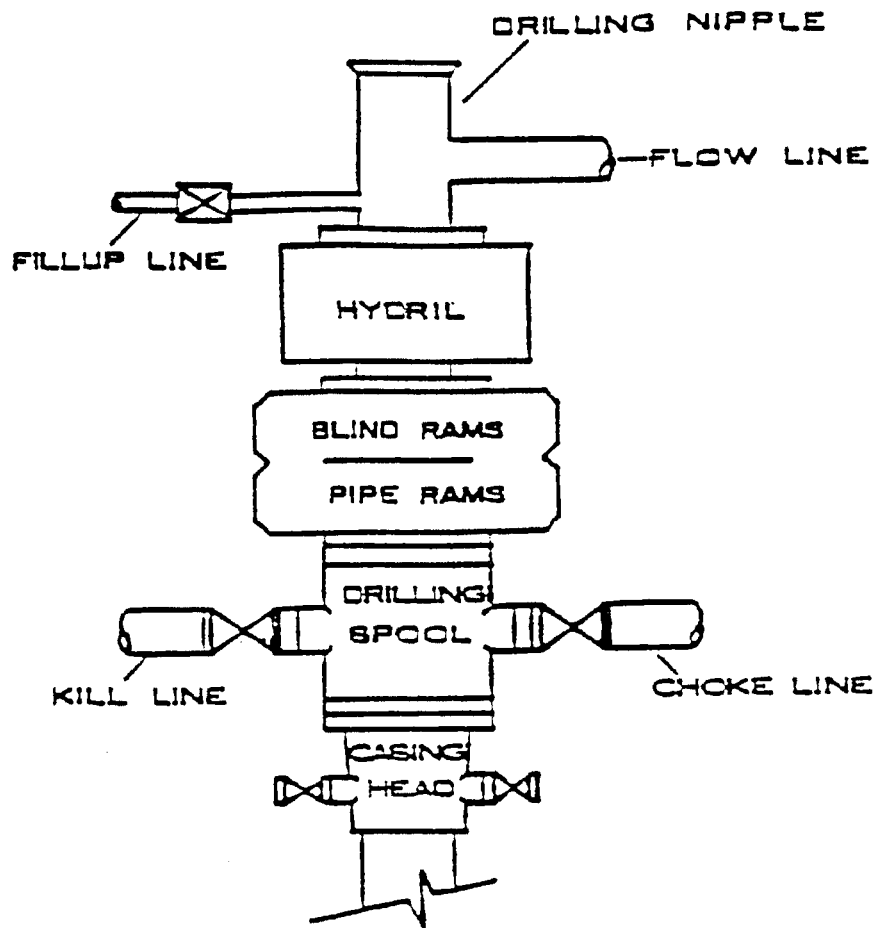 DRILLING NIPPLE
FLOW LINE
FILLUP LINE
HYDRIL
BLIND RAMS
PIPE RAMS
DRILLING
SPOOL
KILL LINE
CHOKE LINE
CASING
HEAD